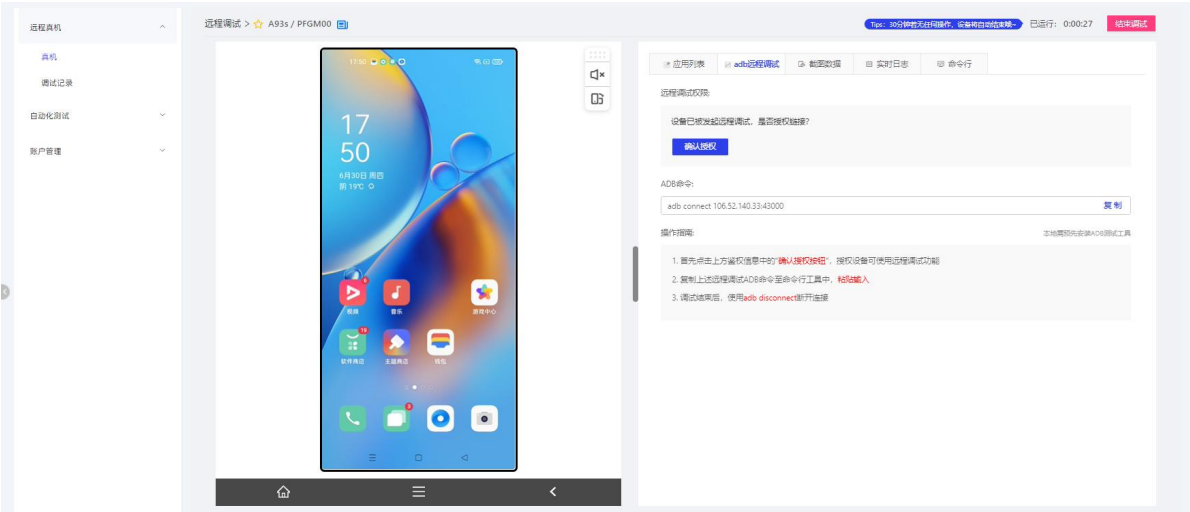 远程真机
真机
调试记录
自动化测试
账户管理
远程调试 > A93s / PFGM00
Tips: 30分钟若无任何操作，设备将自动结束哦~
已运行: 0:00:27
结束调试
17:50
17
50
6月30日 周四
阴 19℃
6
视频
音乐
游戏中心
19
软件商店
主题商店
钱包
3
应用列表
adb远程调试
截图数据
实时日志
命令行
远程调试权限:
设备已被发起远程调试，是否授权链接?
确认授权
ADB命令:
adb connect 106.52.140.33:43000
复制
操作指南:
本地需预先安装ADB测试工具
1. 首先点击上方鉴权信息中的"确认授权按钮"，授权设备可使用远程调试功能
2. 复制上述远程调试ADB命令至命令行工具中，粘贴输入
3. 调试结束后，使用adb disconnect断开连接